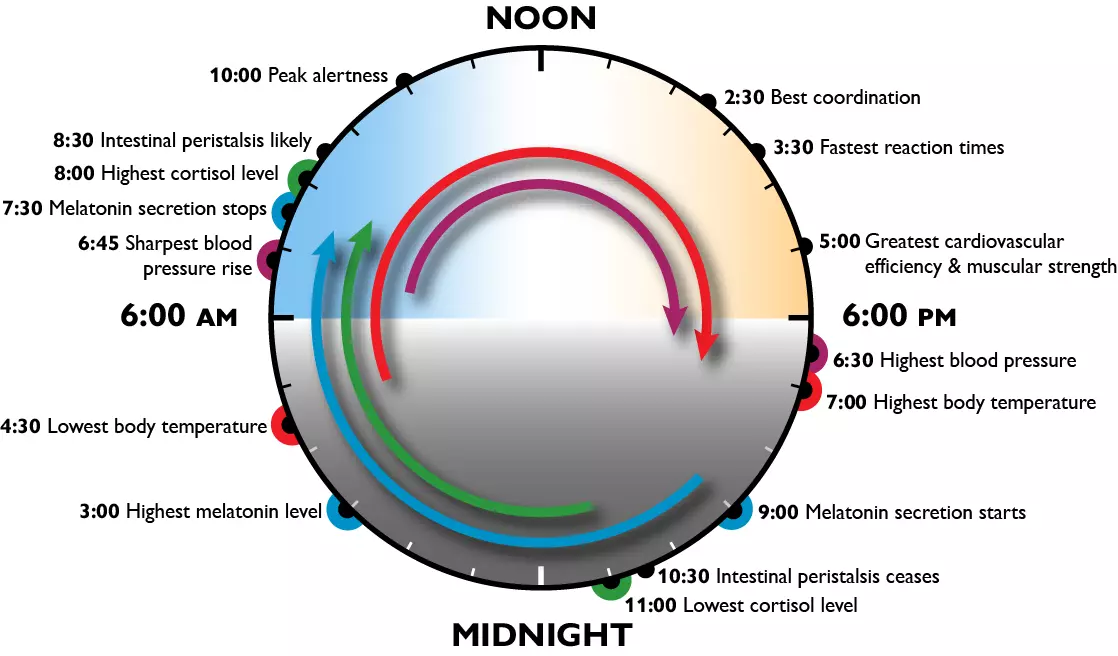 NOON
10:00 Peak alertness
2:30 Best coordination
8:30 Intestinal peristalsis likely
3:30 Fastest reaction times
8:00 Highest cortisol level
7:30 Melatonin secretion stops
6:45 Sharpest blood
pressure rise
5:00 Greatest cardiovascular
efficiency & muscular strength
6:00 AM
6:00 PM
6:30 Highest blood pressure
7:00 Highest body temperature
4:30 Lowest body temperature
3:00 Highest melatonin level
9:00 Melatonin secretion starts
10:30 Intestinal peristalsis ceases
11:00 Lowest cortisol level
MIDNIGHT